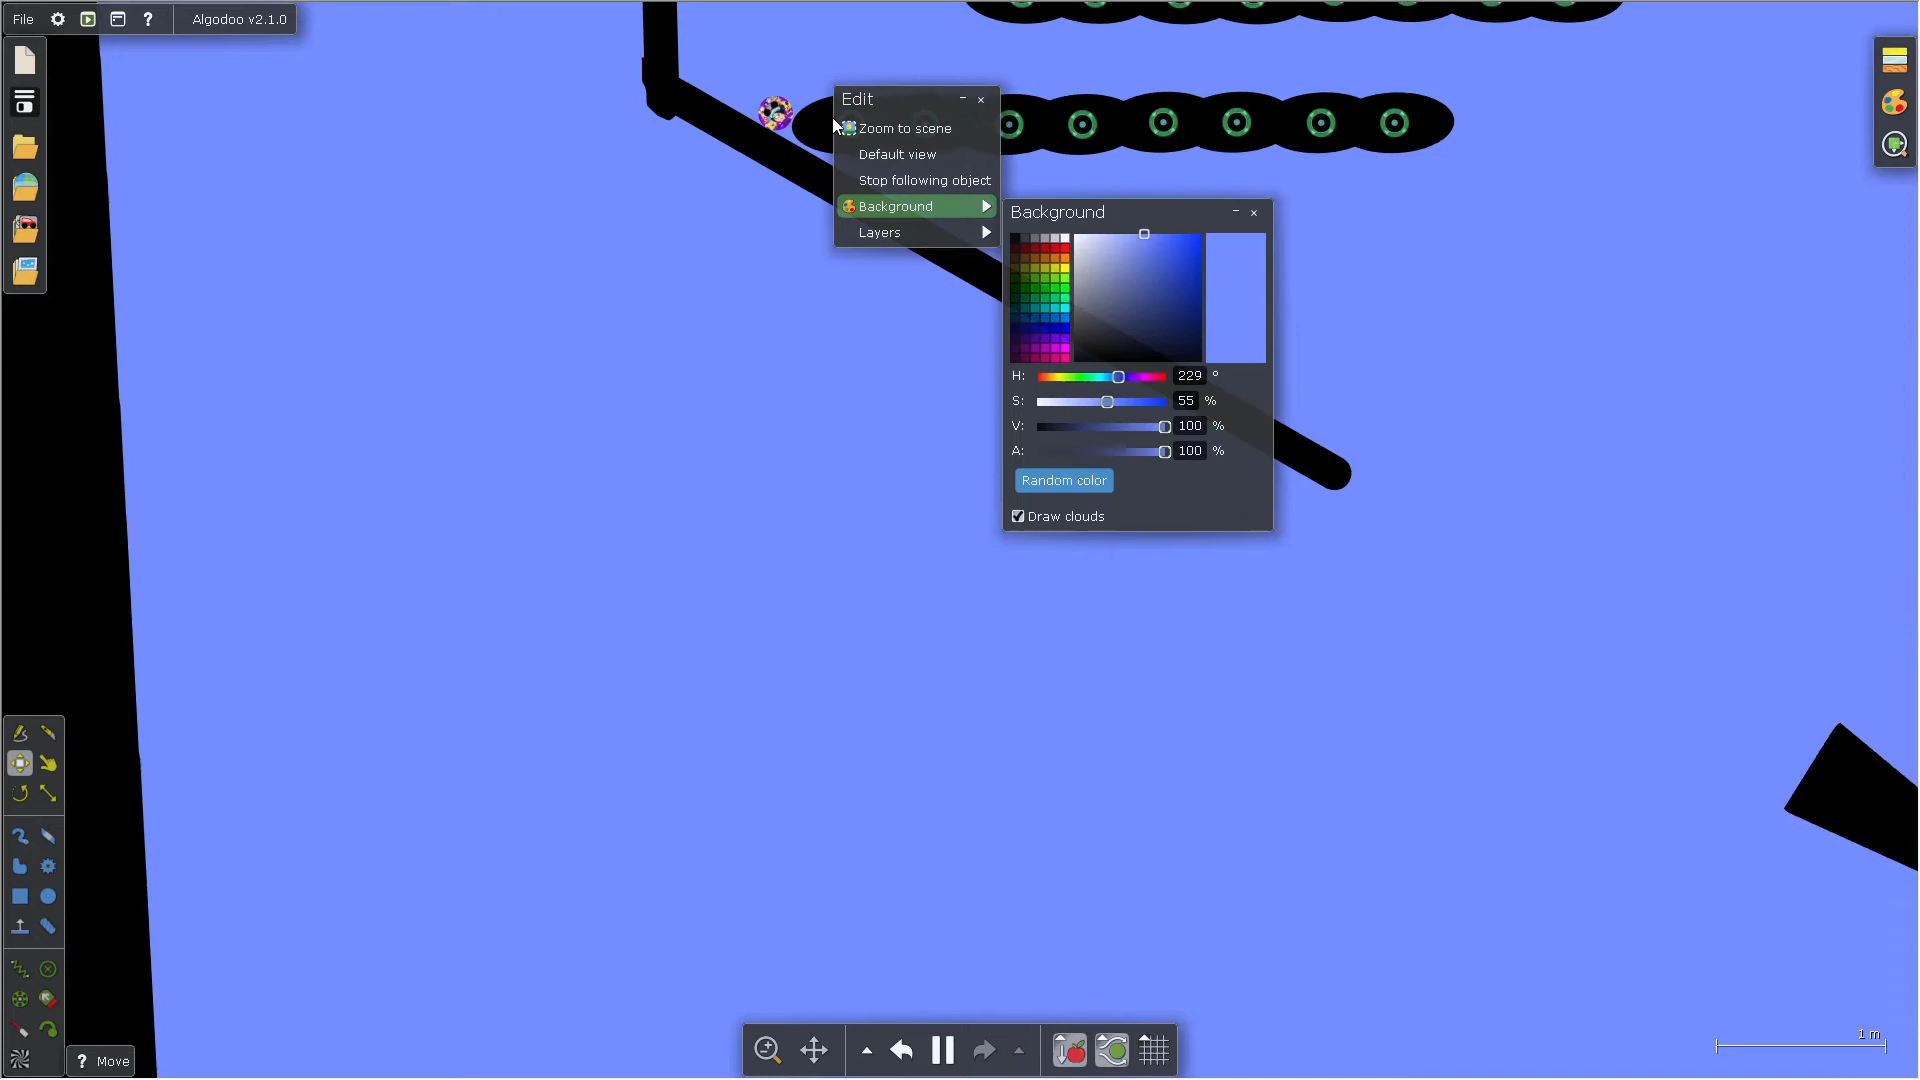 File ? Algodoo v2.1.0
Edit
Zoom to scene
Default view
Stop following object
Background
Layers
Background
H: 229 °
S: 55 %
V: 100 %
A: 100 %
Random color
Draw clouds
? Move
1 m